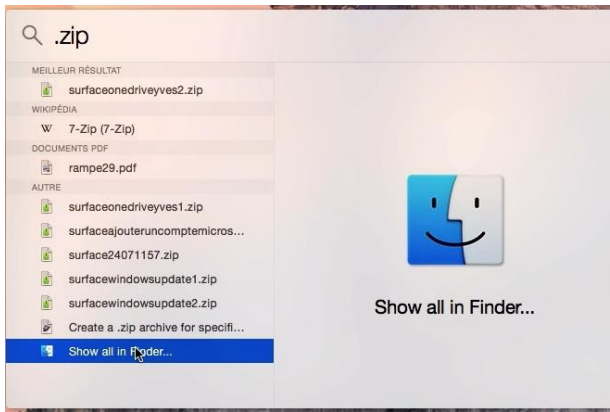 .zip
MEILLEUR RÉSULTAT
surfaceonedriveyves2.zip
WIKIPÉDIA
W 7-Zip (7-Zip)
DOCUMENTS PDF
rampe29.pdf
AUTRE
surfaceonedriveyves1.zip
surfaceajouteruncomptemicros...
surface24071157.zip
surfacewindowsupdate1.zip
surfacewindowsupdate2.zip
Create a .zip archive for specifi...
Show all in Finder...
Show all in Finder...